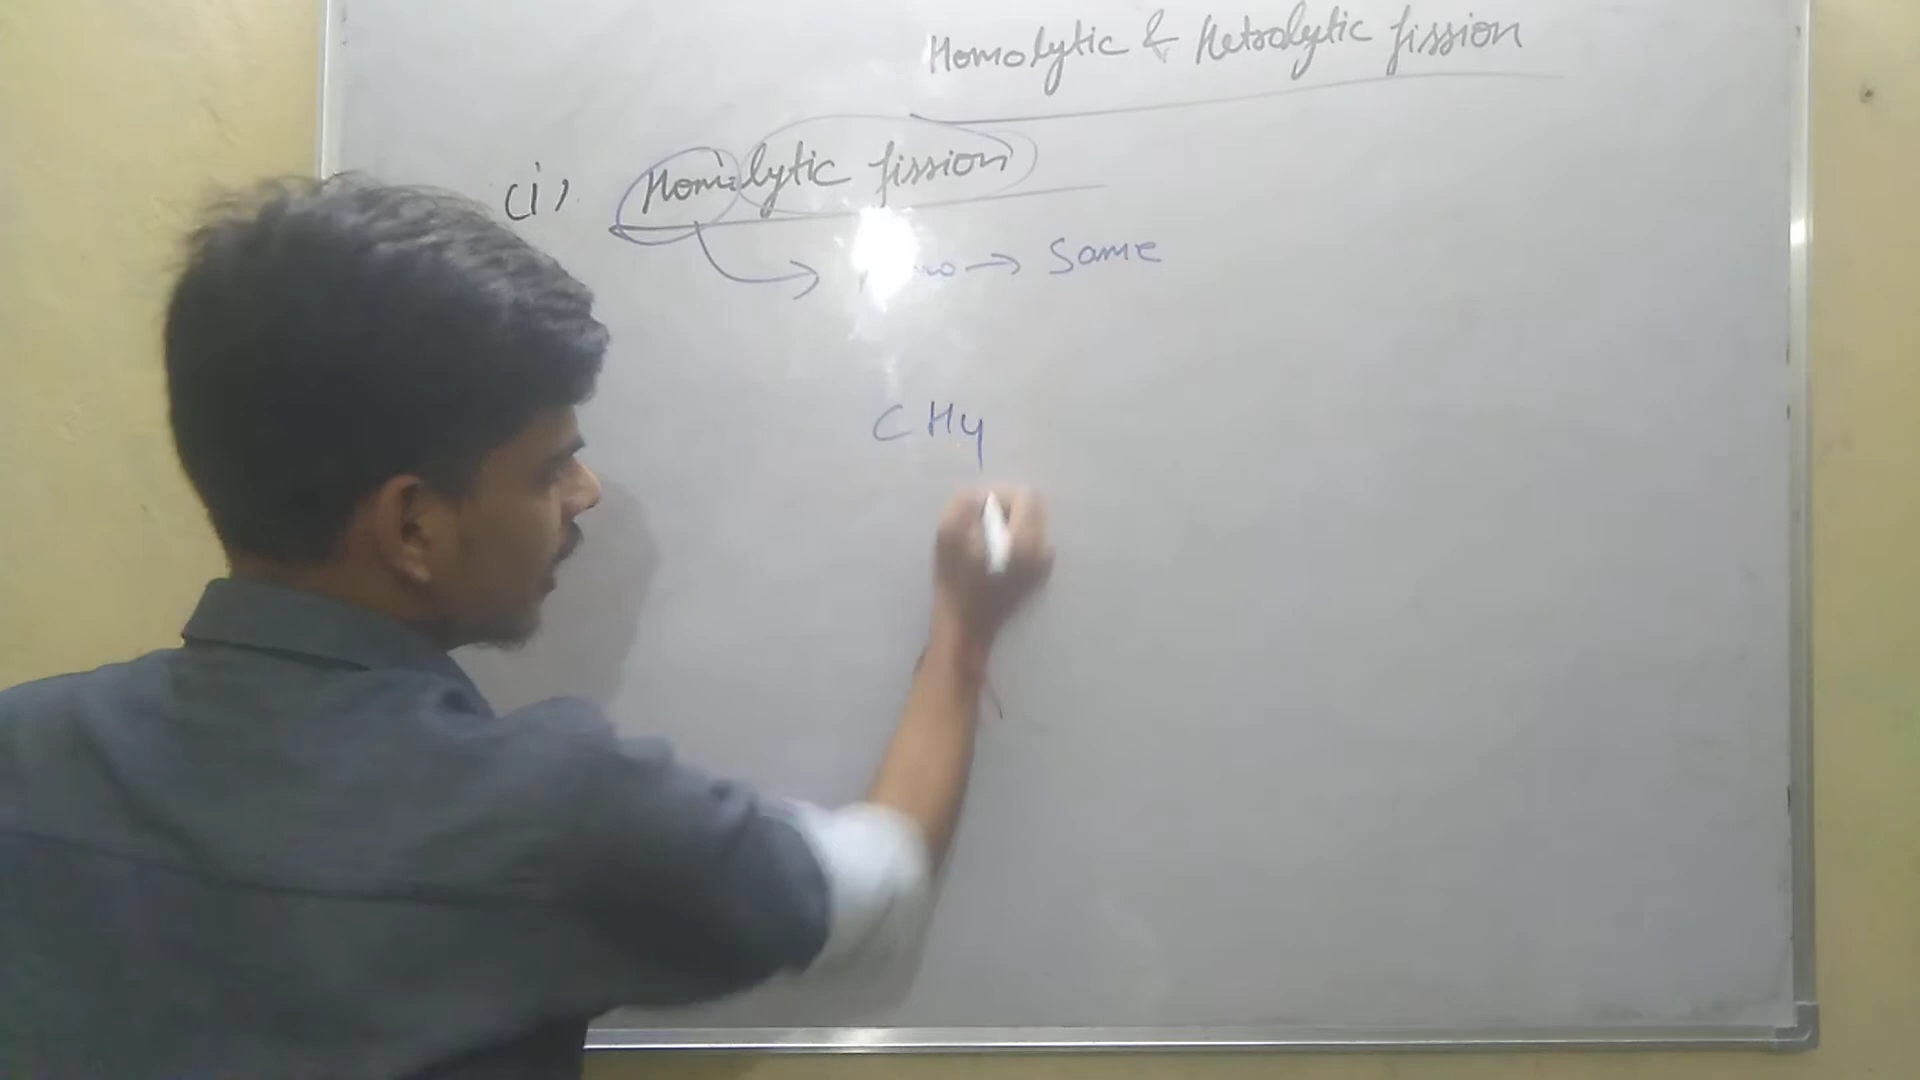 Homolytic & Hetrolytic fission
(i) Homolytic fission
→ Same
CH4